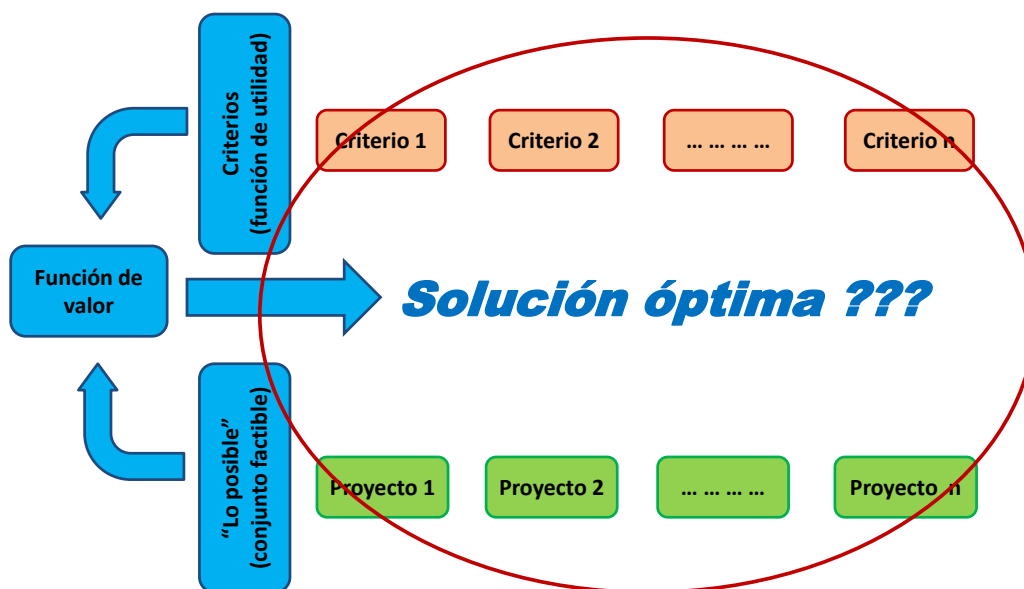 Criterios
(función de utilidad)
Criterio 1
Criterio 2
... ... ... ...
Criterio n
Función de
valor
Solución óptima ???
“Lo posible”
(conjunto factible)
Proyecto 1
Proyecto 2
... ... ... ...
Proyecto n